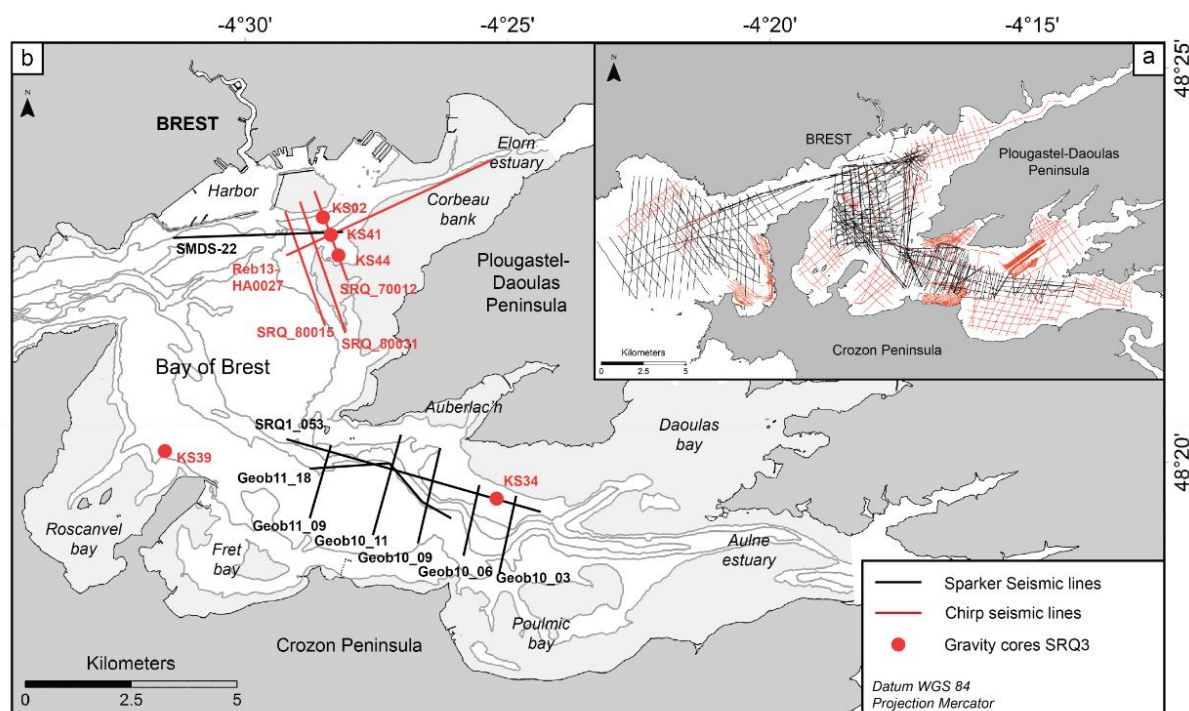 -4°30'
-4°25'
-4°20'
-4°15'
48°25'
48°20'
b
N
BREST
Harbor
Elorn
estuary
Corbeau
bank
KS02
KS41
KS44
SMDS-22
Reb13-
HA0027
SRQ_70012
SRQ_80015
SRQ_80031
Plougastel-
Daoulas
Peninsula
Bay of Brest
Auberlac'h
SRQ1_053
Daoulas
bay
KS39
KS34
Geob11_18
Geob11_09
Geob10_11
Geob10_09
Geob10_06
Geob10_03
Roscanvel
bay
Fret
bay
Aulne
estuary
Poulmic
bay
Crozon Peninsula
Kilometers
0 2.5 5
a
N
BREST
Plougastel-Daoulas
Peninsula
Crozon Peninsula
Kilometers
0 2.5 5
Sparker Seismic lines
Chirp seismic lines
Gravity cores SRQ3
Datum WGS 84
Projection Mercator